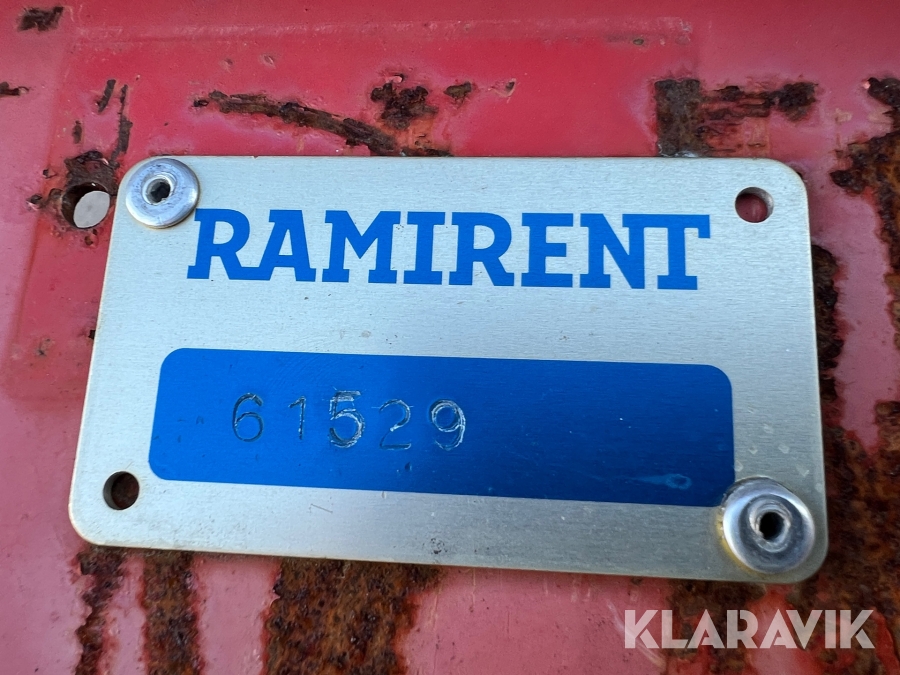 RAMIRENT
61529
KLARAVIK